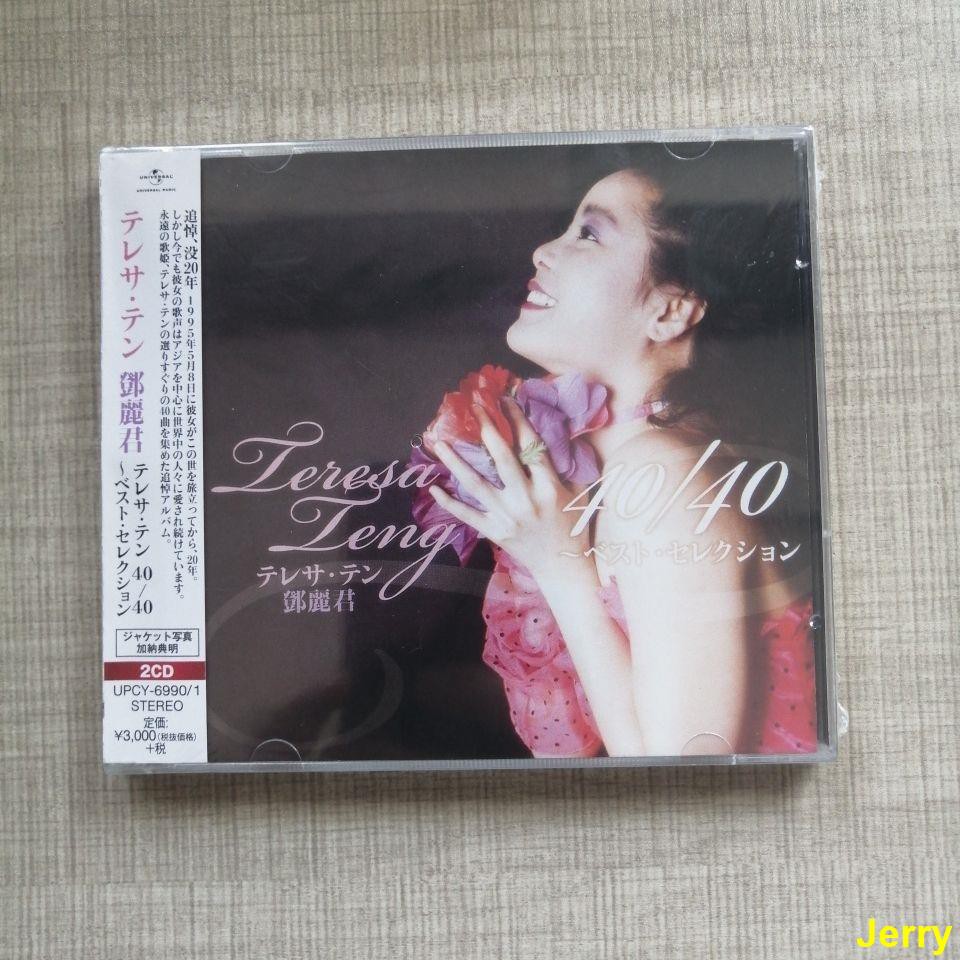 UNIVERSAL
UNIVERSAL MUSIC
追悼、没20年 1995年5月8日に彼女がこの世を旅立ってから、20年。
しかし今でも彼女の歌声はアジアを中心に世界中の人々に愛され続けています。
永遠の歌姫、テレサ・テンの選りすぐりの40曲を集めた追悼アルバム。
テレサ・テン 鄧麗君
テレサ・テン 40/40
～ベスト・セレクション
ジャケット写真
加納典明
2CD
UPCY-6990/1
STEREO
定価:
¥3,000(税抜価格)
+税
Teresa
Teng
テレサ・テン
鄧麗君
40/40
～ベスト・セレクション
Jerry